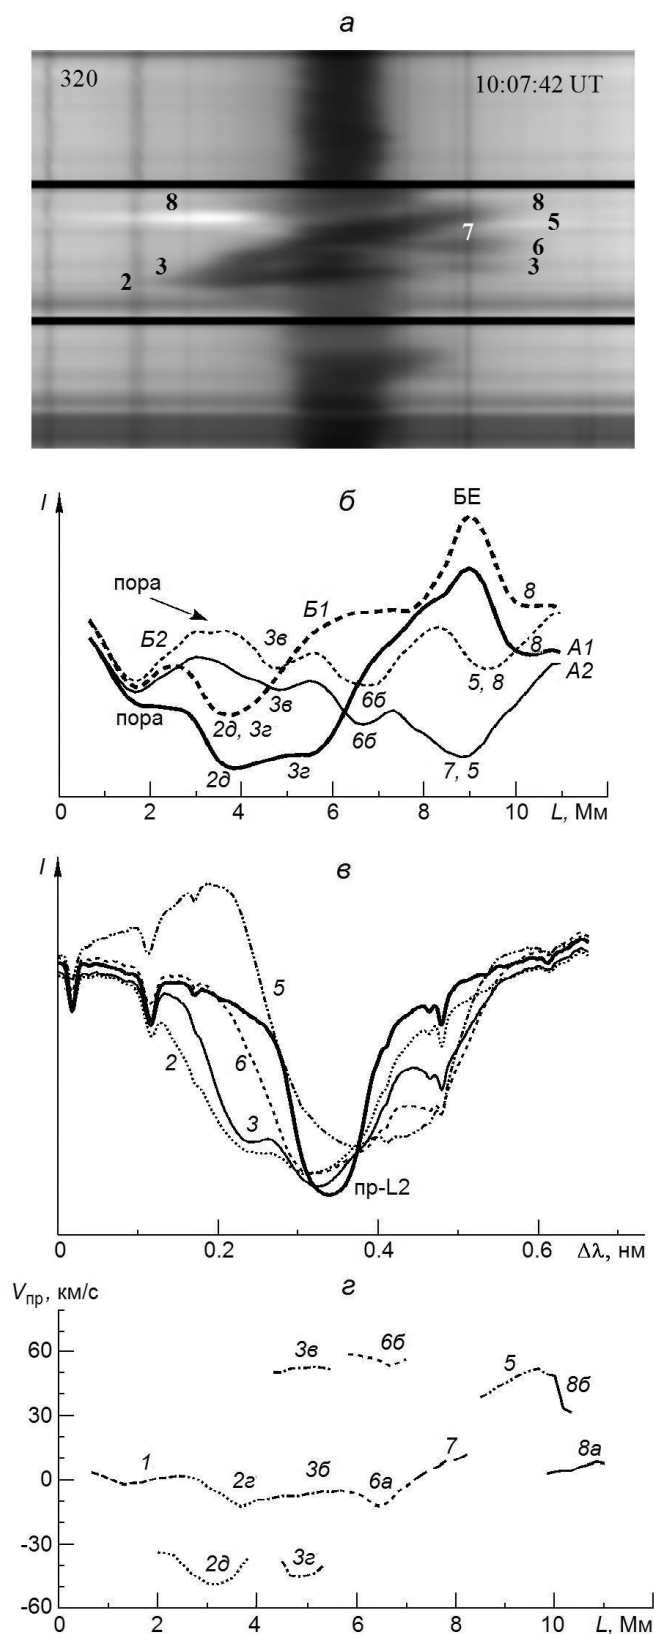 а
320 10:07:42 UT
8 8
5
7
6
3 3
2
I б БЕ
пора
Б1 8
Б2 3в
8 А1
А2
3в 6б 5, 8
пора 2д, 3г
6б
2д 3г 7, 5
0 2 4 6 8 10 L, Мм
I в
5
2 6
3
пр-L2
0 0.2 0.4 0.6 Δλ, нм
Vпр, км/с г
60 3в 6б 5
8б
30
1 7
2г 3б 6а 8а
0
-30
2д 3г
-60
0 2 4 6 8 10 L, Мм